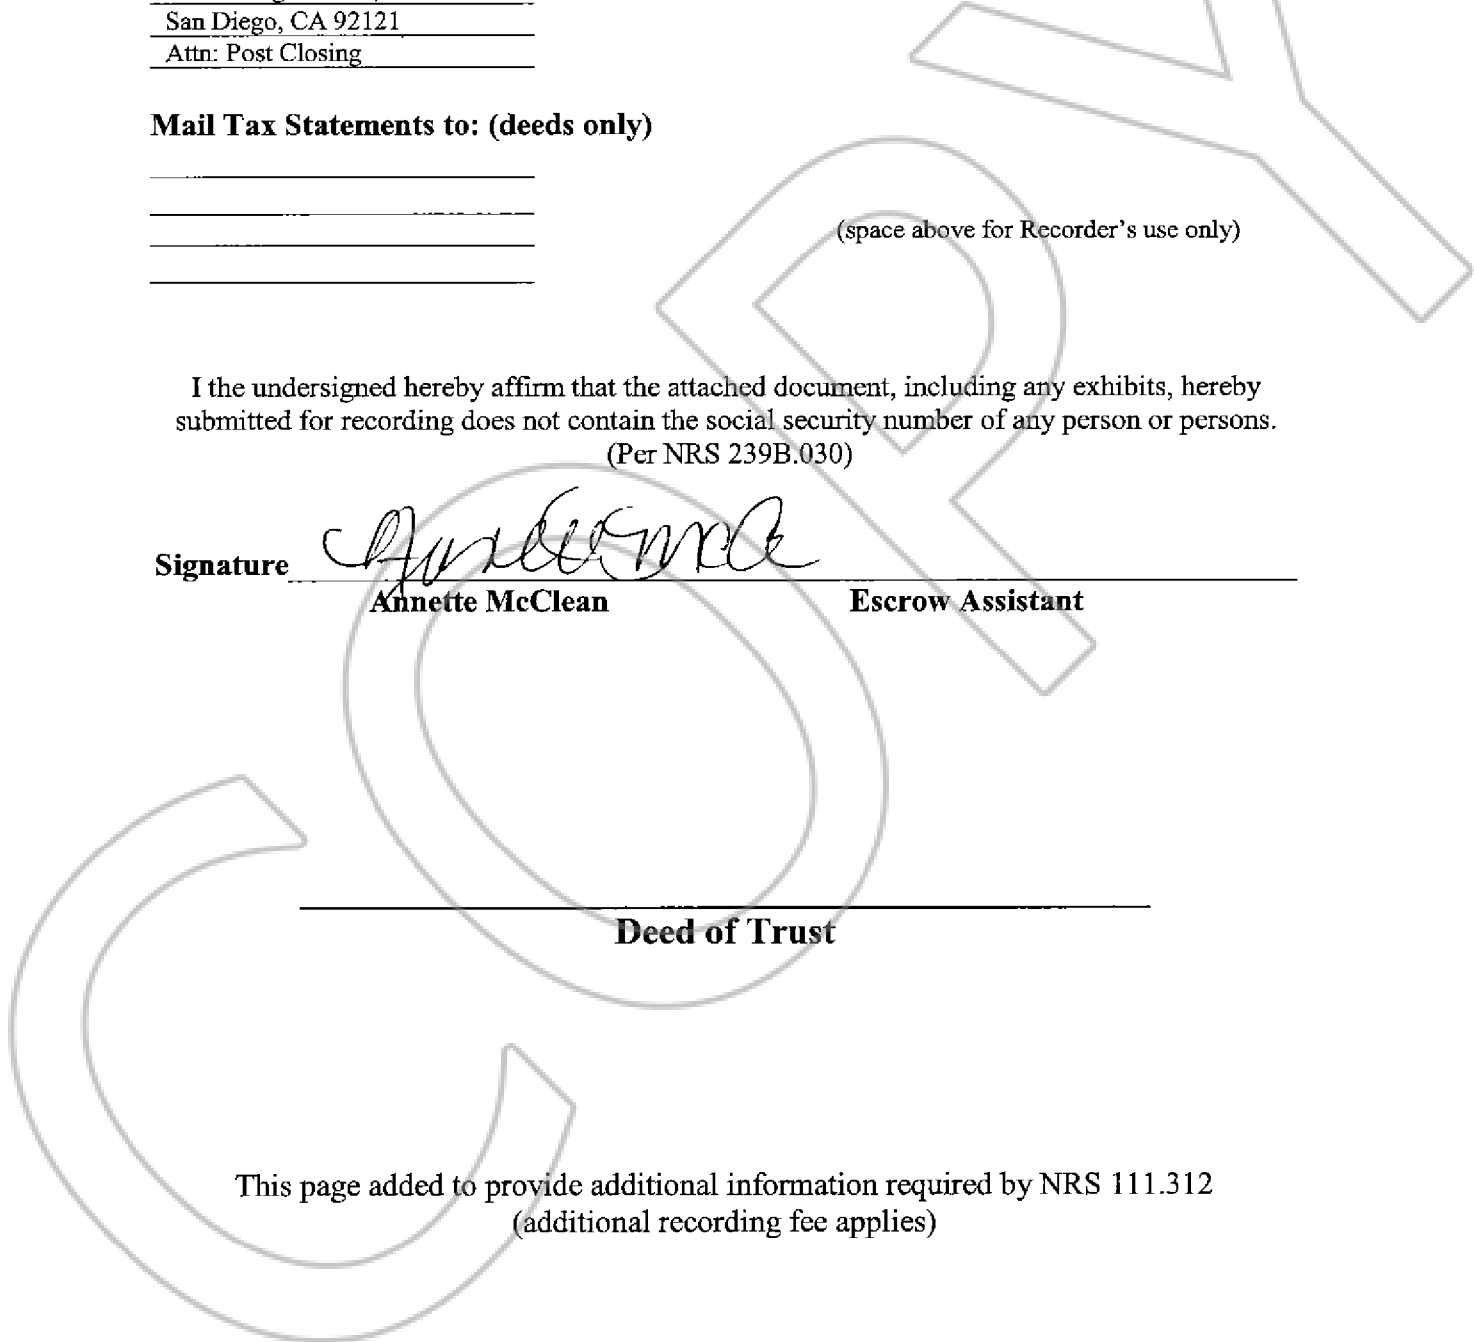 San Diego, CA 92121
Attn: Post Closing
Mail Tax Statements to: (deeds only)
(space above for Recorder's use only)
I the undersigned hereby affirm that the attached document, including any exhibits, hereby
submitted for recording does not contain the social security number of any person or persons.
(Per NRS 239B.030)
Signature
Annette McClean Escrow Assistant
Deed of Trust
This page added to provide additional information required by NRS 111.312
(additional recording fee applies)
COPY